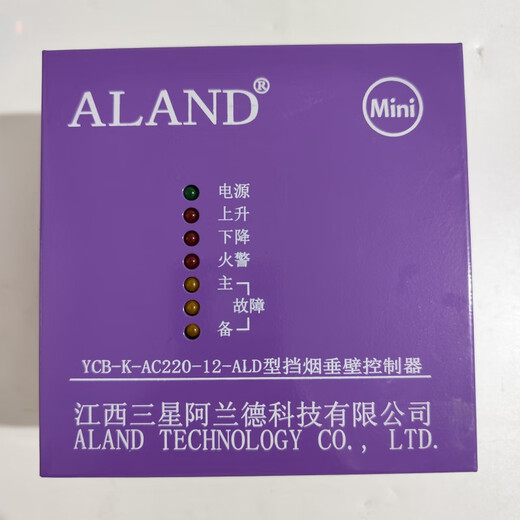 ALAND®
Mini
电源
上升
下降
火警
主
故障
备
YCB-K-AC220-12-ALD型挡烟垂壁控制器
江西三星阿兰德科技有限公司
ALAND TECHNOLOGY CO., LTD.